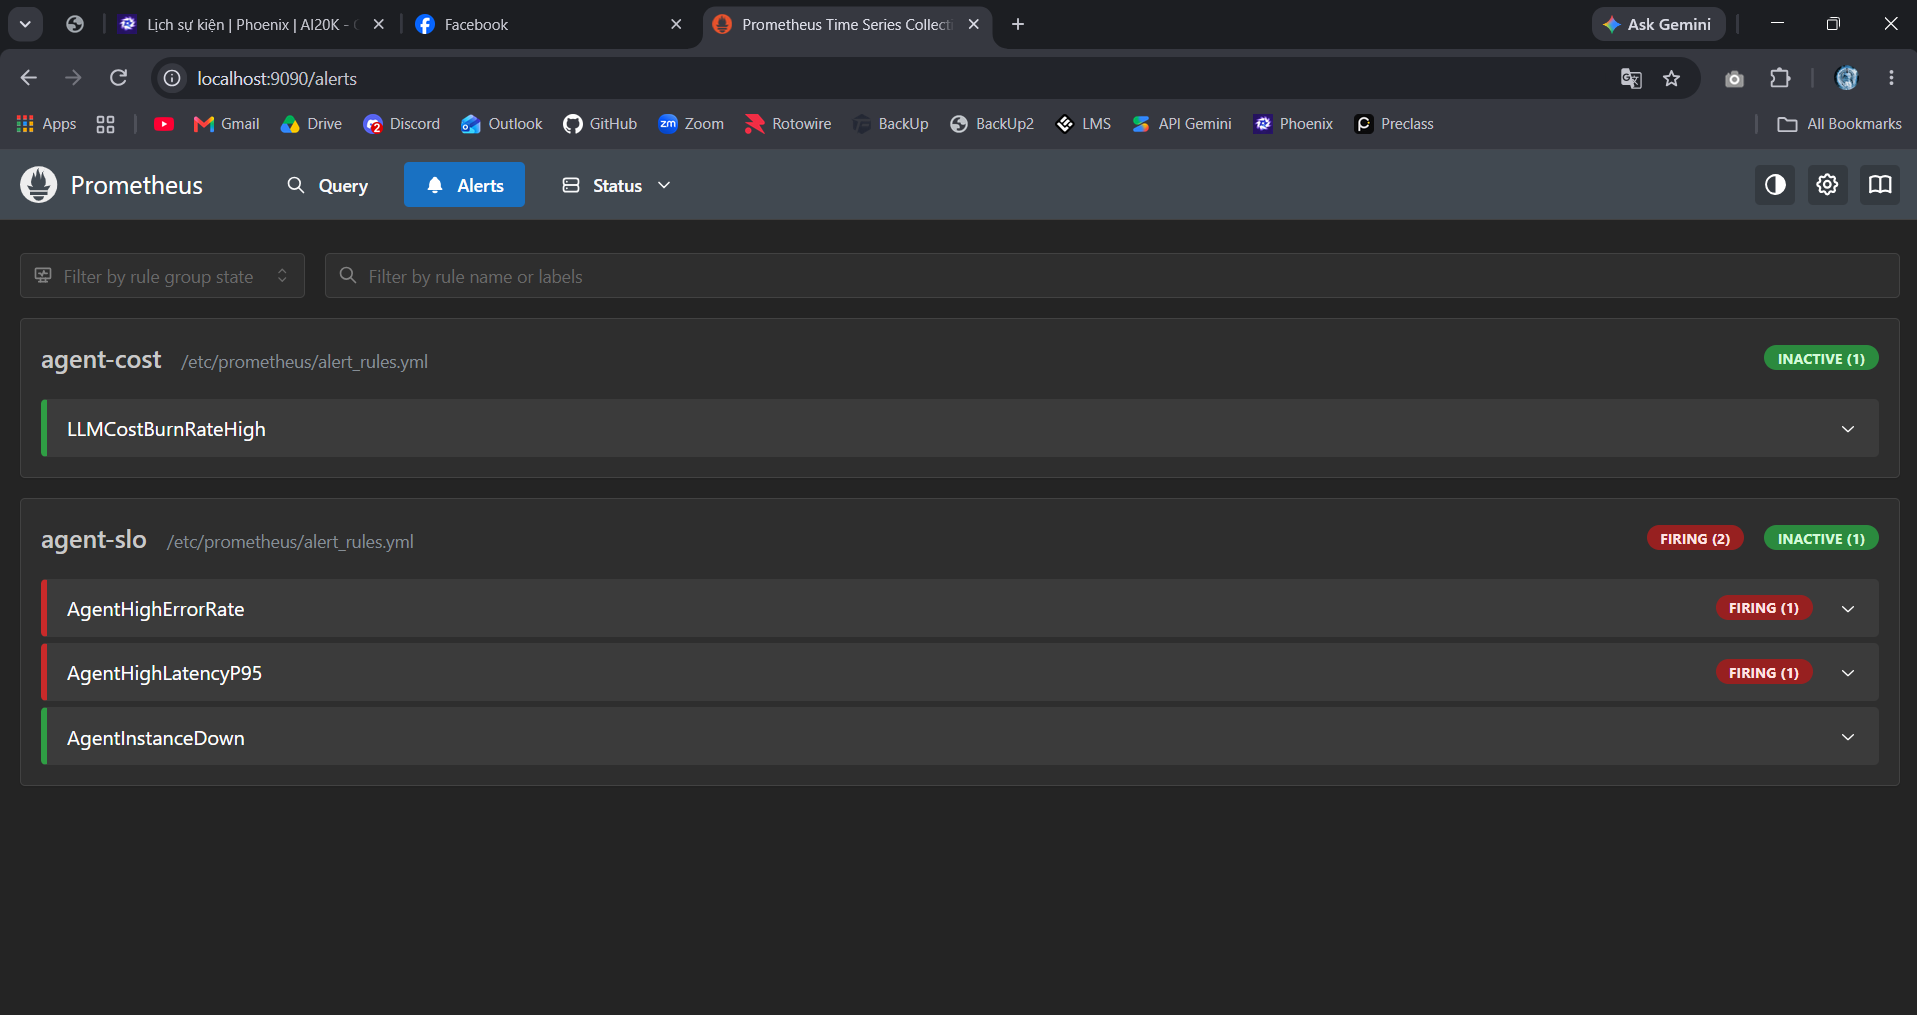 Lịch sự kiện | Phoenix | AI20K -
Facebook
Prometheus Time Series Collecti
Ask Gemini
localhost:9090/alerts
Apps
Gmail
Drive
2
Discord
Outlook
GitHub
zm
Zoom
Rotowire
BackUp
BackUp2
LMS
API Gemini
Phoenix
Preclass
All Bookmarks
Prometheus
Query
Alerts
Status
Filter by rule group state
Filter by rule name or labels
agent-cost /etc/prometheus/alert_rules.yml INACTIVE (1)
LLMCostBurnRateHigh
agent-slo /etc/prometheus/alert_rules.yml FIRING (2) INACTIVE (1)
AgentHighErrorRate FIRING (1)
AgentHighLatencyP95 FIRING (1)
AgentInstanceDown